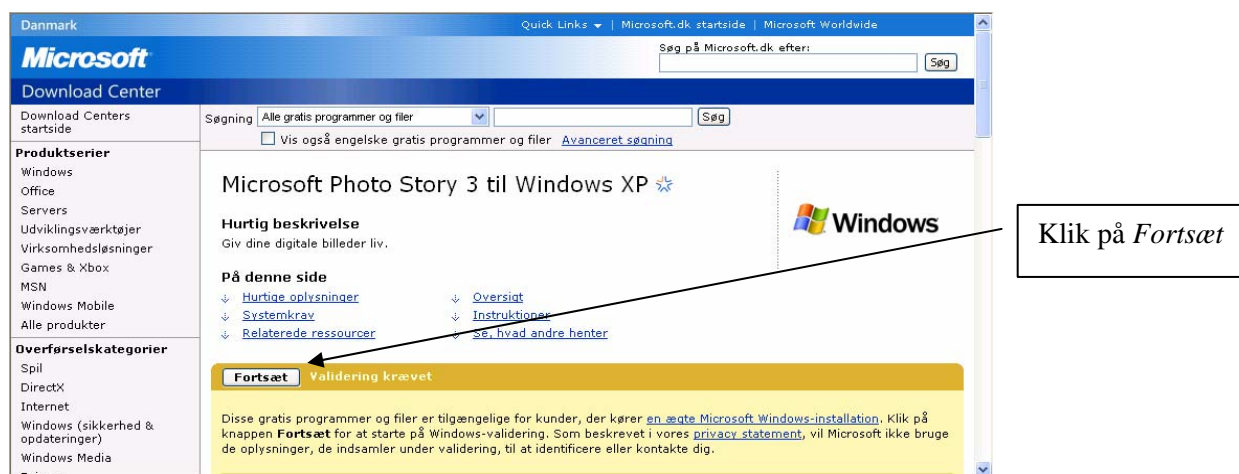 Danmark
Quick Links | Microsoft.dk startside | Microsoft Worldwide
Microsoft
Søg på Microsoft.dk efter:
Søg
Download Center
Download Centers
startside
Produktserier
Windows
Office
Servers
Udviklingsværktøjer
Virksomhedsløsninger
Games & Xbox
MSN
Windows Mobile
Alle produkter
Overførselskategorier
Spil
DirectX
Internet
Windows (sikkerhed &
opdateringer)
Windows Media
Søgning Alle gratis programmer og filer Søg
Vis også engelske gratis programmer og filer Avanceret søgning
Microsoft Photo Story 3 til Windows XP
Windows
Hurtig beskrivelse
Giv dine digitale billeder liv.
På denne side
Hurtige oplysninger Oversigt
Systemkrav Instruktioner
Relaterede ressourcer Se, hvad andre henter
Fortsæt Validering krævet
Disse gratis programmer og filer er tilgængelige for kunder, der kører en ægte Microsoft Windows-installation. Klik på
knappen Fortsæt for at starte på Windows-validering. Som beskrevet i vores privacy statement, vil Microsoft ikke bruge
de oplysninger, de indsamler under validering, til at identificere eller kontakte dig.
Klik på Fortsæt